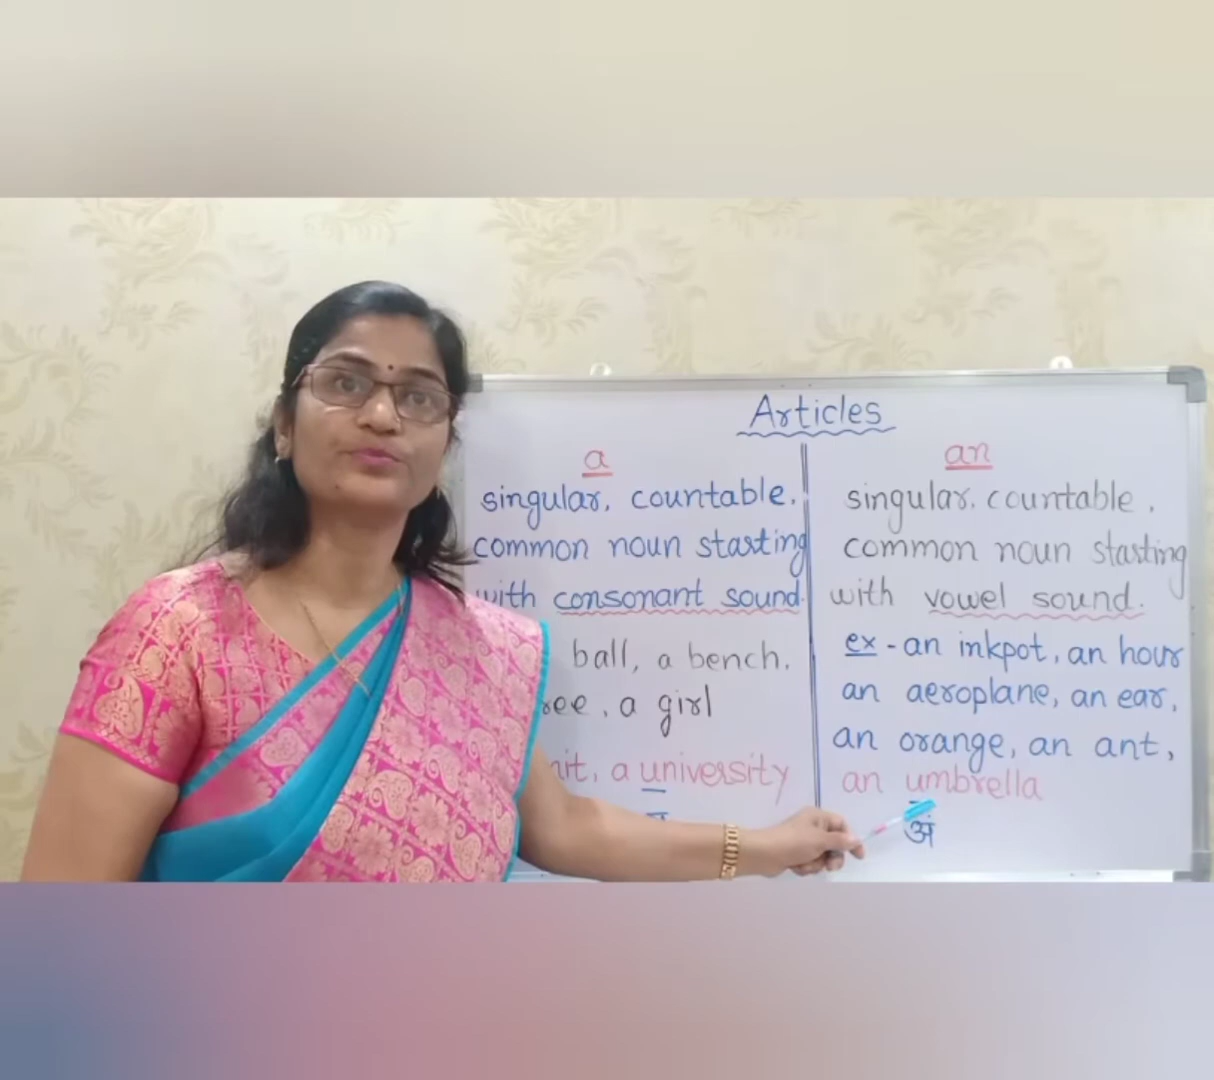 Articles
a
singular, countable,
common noun starting
with consonant sound.
ball, a bench,
a girl
a university
an
singular, countable,
common noun starting
with vowel sound.
ex - an inkpot, an hour
an aeroplane, an ear,
an orange, an ant,
an umbrella
अं